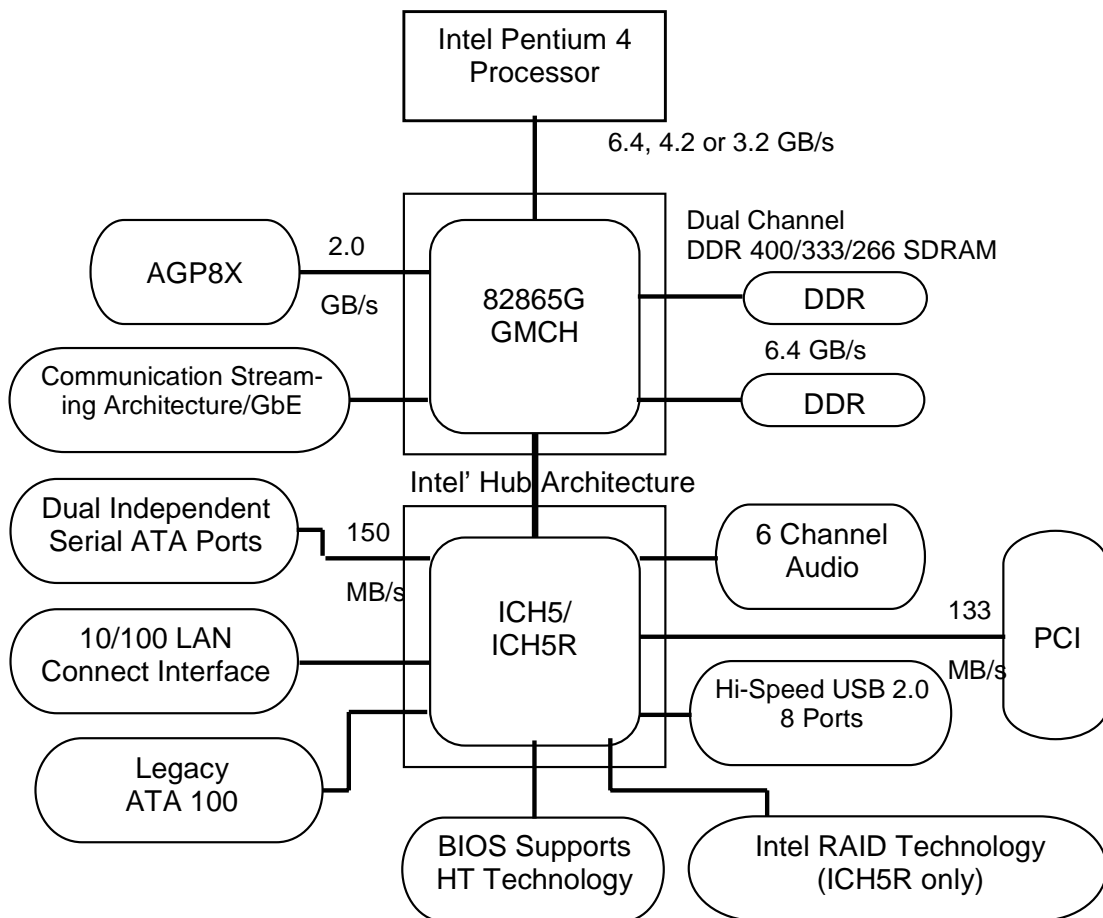 Intel Pentium 4
Processor
6.4, 4.2 or 3.2 GB/s
Dual Channel
DDR 400/333/266 SDRAM
AGP8X
2.0
GB/s
82865G
GMCH
DDR
6.4 GB/s
DDR
Communication Stream-
ing Architecture/GbE
Intel' Hub Architecture
Dual Independent
Serial ATA Ports
150
MB/s
6 Channel
Audio
ICH5/
ICH5R
133
MB/s
PCI
10/100 LAN
Connect Interface
Hi-Speed USB 2.0
8 Ports
Legacy
ATA 100
BIOS Supports
HT Technology
Intel RAID Technology
(ICH5R only)